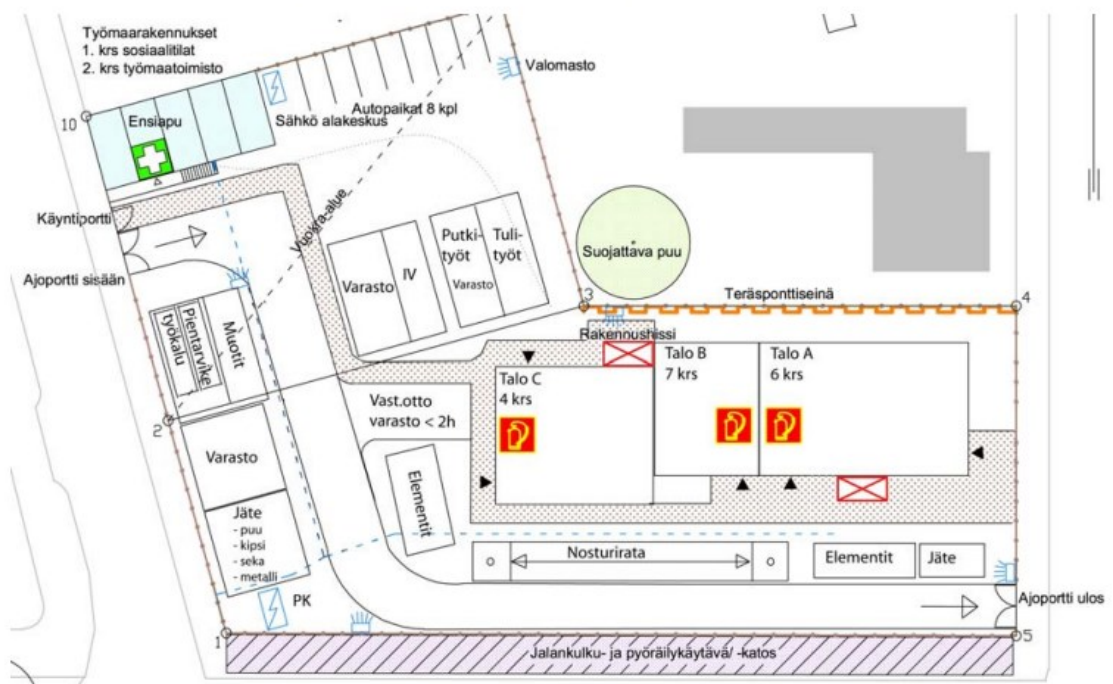 Työmaarakennukset
1. krs sosiaalitilat
2. krs työmaatoimisto
Valomasto
Autopaikat 8 kpl
Sähkö alakeskus
10
Ensiapu
Käyntiportti
Ajoportti sisään
Vuokra-alue
Varasto
IV
Putki-
työt
Varasto
Tuli-
työt
Suojattava puu
3
Teräsponttiseinä
4
Rakennushissi
Pientarvike
työkalu
Muotit
2
Talo C
4 krs
Talo B
7 krs
Talo A
6 krs
Vast.otto
varasto < 2h
Varasto
Elementit
Jäte
- puu
- kipsi
- seka
- metalli
Nosturirata
Elementit
Jäte
PK
Ajoportti ulos
1
5
Jalankulku- ja pyöräilykäytävä/ -katos